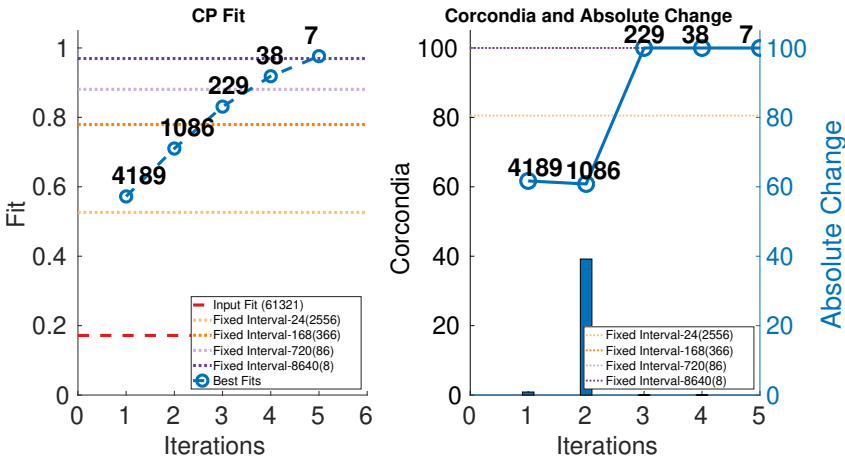 CP Fit
1
0.8
0.6
0.4
0.2
0
Fit
4189
1086
229
38
7
Input Fit (61321)
Fixed Interval-24(2556)
Fixed Interval-168(366)
Fixed Interval-720(86)
Fixed Interval-8640(8)
Best Fits
0 1 2 3 4 5 6
Iterations
Corcondia and Absolute Change
100
80
60
40
20
0
Corcondia
4189
1086
229
38
7
Fixed Interval-24(2556)
Fixed Interval-168(366)
Fixed Interval-720(86)
Fixed Interval-8640(8)
0 1 2 3 4 5
Iterations
100
80
60
40
20
0
Absolute Change